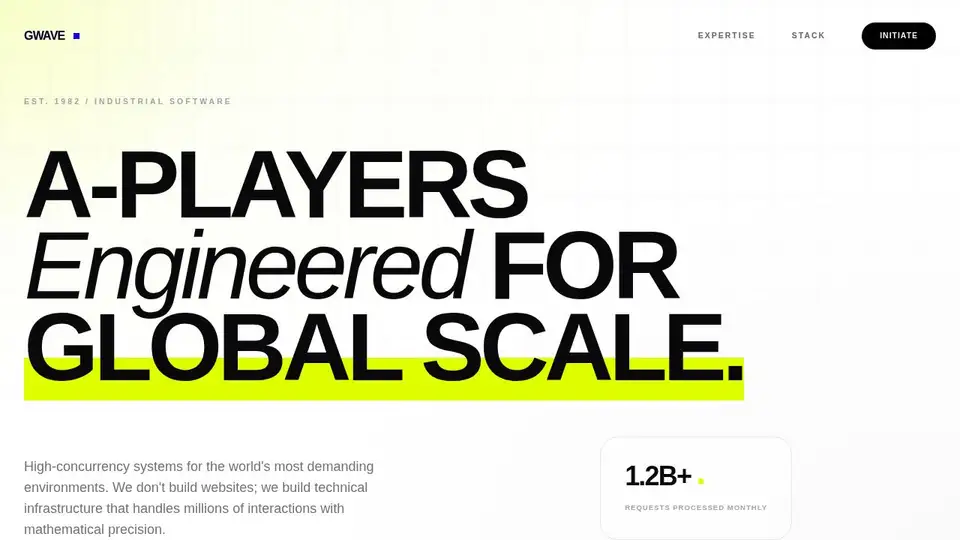 GWAVE
EXPERTISE
STACK
INITIATE
EST. 1982 / INDUSTRIAL SOFTWARE
A-PLAYERS
Engineered FOR
GLOBAL SCALE.
High-concurrency systems for the world's most demanding
environments. We don't build websites; we build technical
infrastructure that handles millions of interactions with
mathematical precision.
1.2B+
REQUESTS PROCESSED MONTHLY